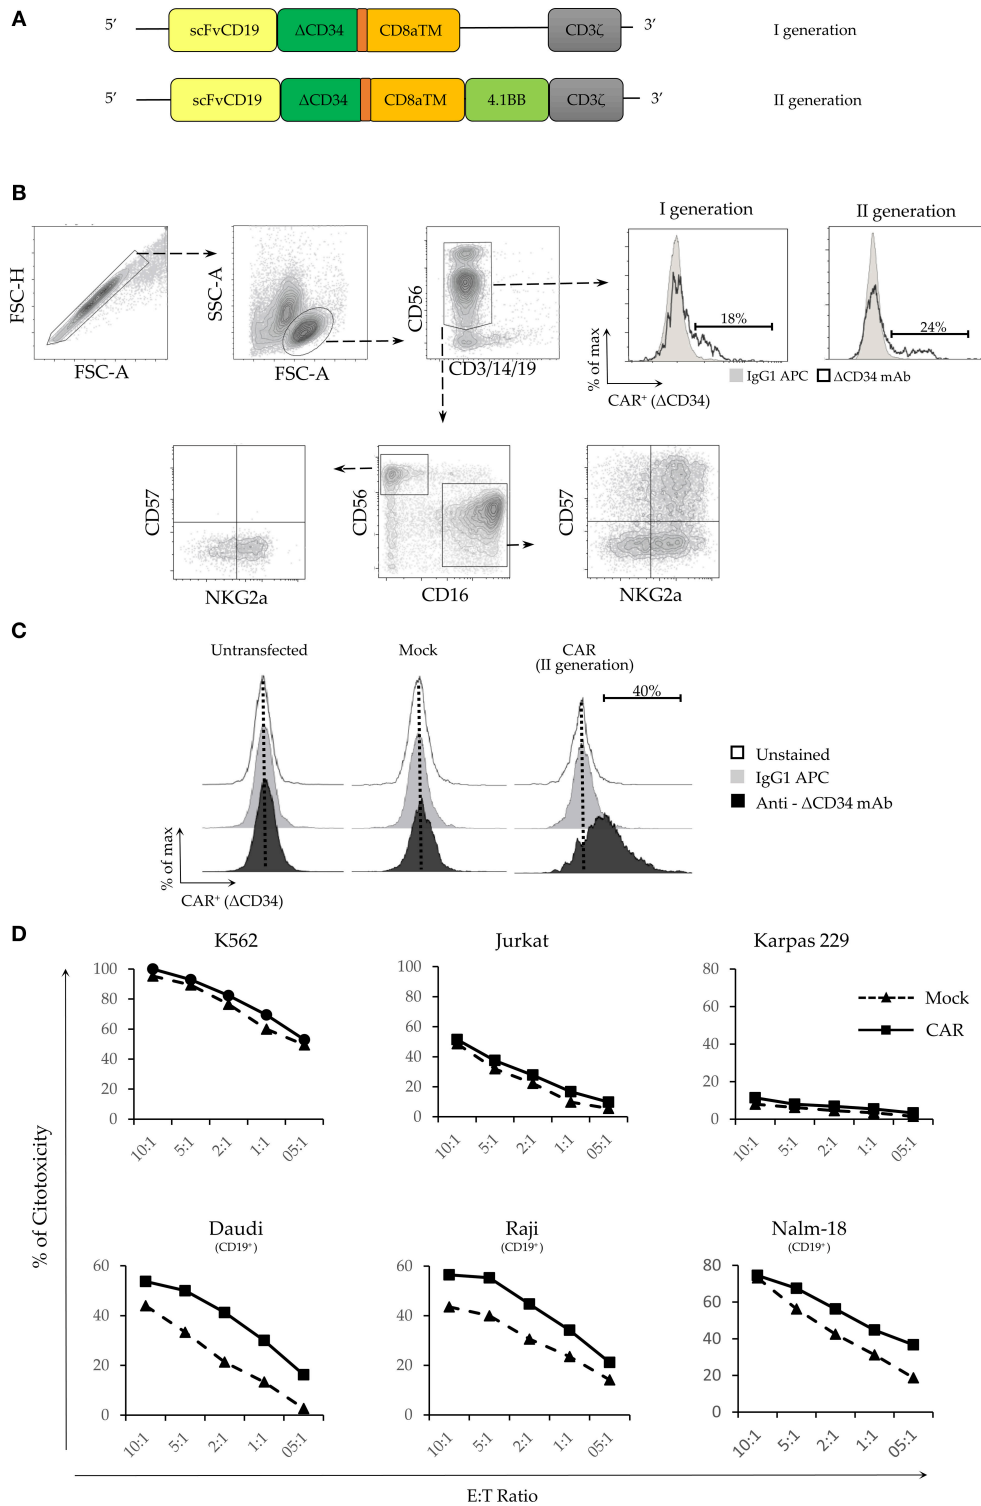 A
5′ scFvCD19 ΔCD34 CD8aTM CD3ζ 3′ I generation
5′ scFvCD19 ΔCD34 CD8aTM 4.1BB CD3ζ 3′ II generation
B
I generation II generation
FSC-H
FSC-A
SSC-A
FSC-A
CD56
CD3/14/19
18%
24%
% of max
CAR⁺ (ΔCD34)
IgG1 APC ΔCD34 mAb
CD57
NKG2a
CD56
CD16
CD57
NKG2a
C
Untransfected Mock CAR
(II generation)
40%
Unstained
IgG1 APC
Anti - ΔCD34 mAb
% of max
CAR⁺ (ΔCD34)
D
% of Citotoxicity
K562
100
80
60
40
20
0
10:1 5:1 2:1 1:1 05:1
Jurkat
100
80
60
40
20
0
10:1 5:1 2:1 1:1 05:1
Karpas 229
80
60
40
20
0
10:1 5:1 2:1 1:1 05:1
Mock
CAR
Daudi
(CD19⁺)
60
40
20
0
10:1 5:1 2:1 1:1 05:1
Raji
(CD19⁺)
60
40
20
0
10:1 5:1 2:1 1:1 05:1
Nalm-18
(CD19⁺)
80
60
40
20
0
10:1 5:1 2:1 1:1 05:1
E:T Ratio